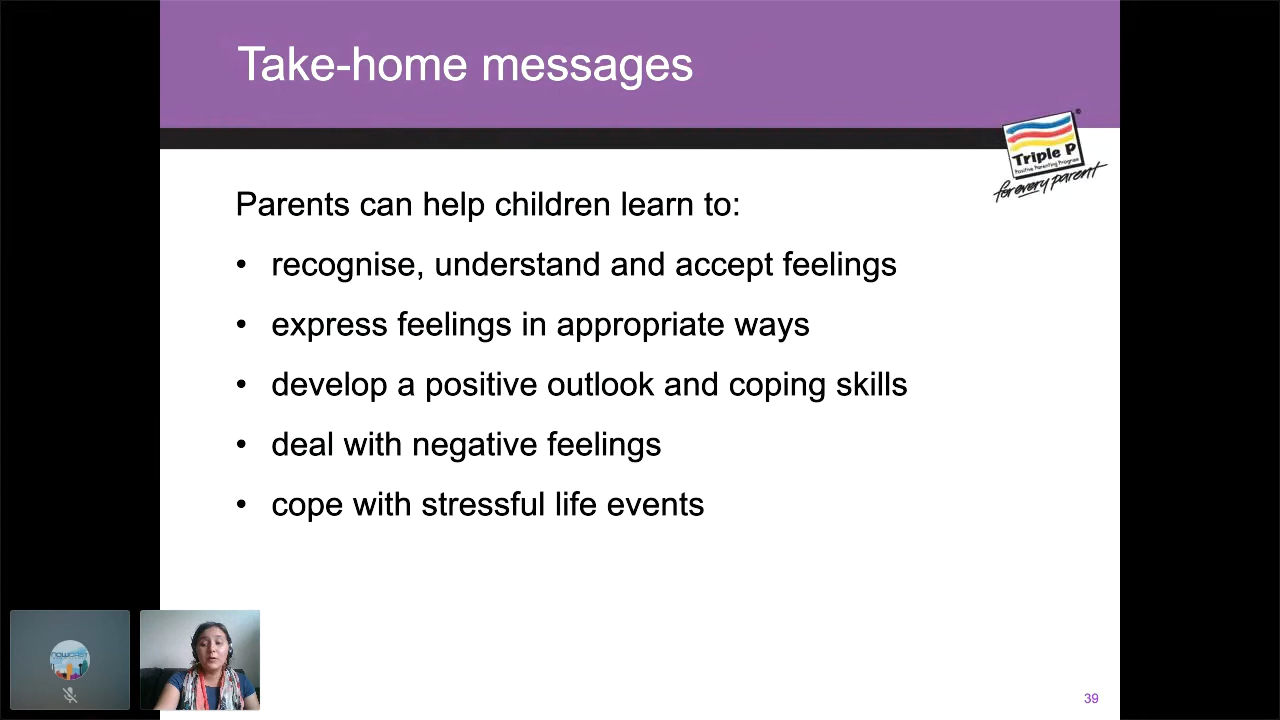 Take-home messages
Triple P
Positive Parenting Program
for every parent
Parents can help children learn to:
• recognise, understand and accept feelings
• express feelings in appropriate ways
• develop a positive outlook and coping skills
• deal with negative feelings
• cope with stressful life events
39